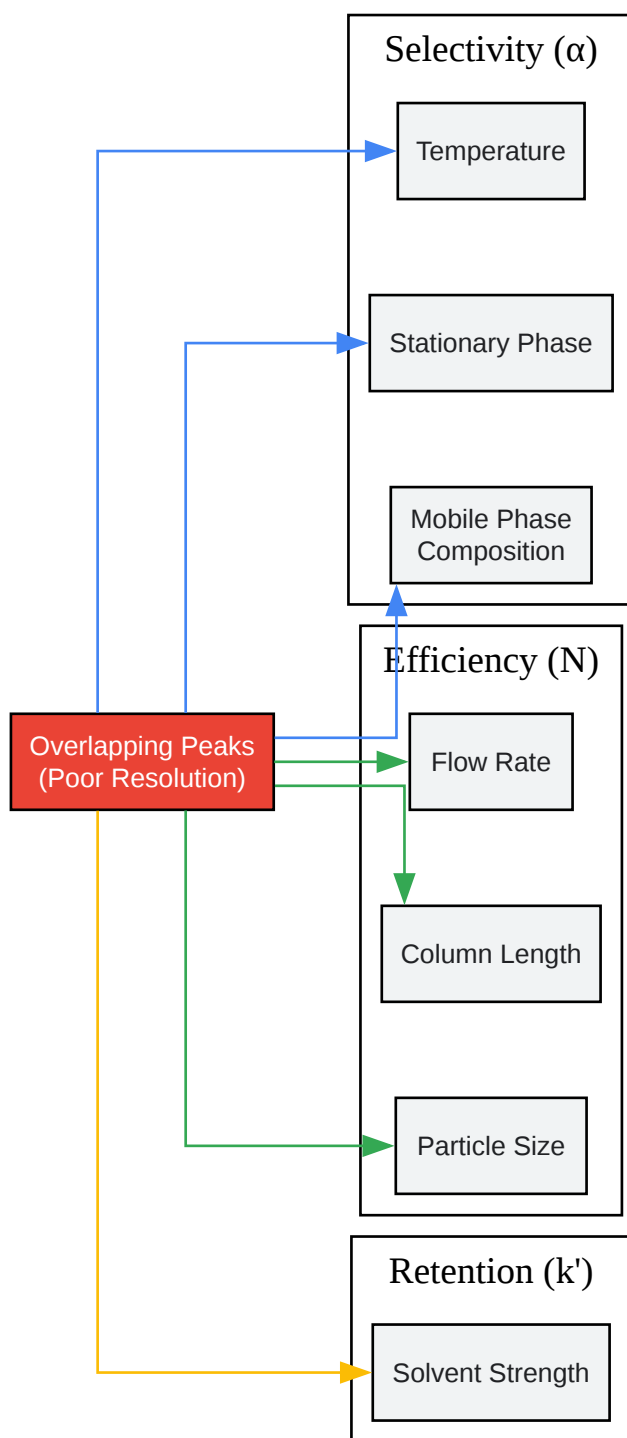 Selectivity (α)
Temperature
Stationary Phase
Mobile Phase
Composition
Efficiency (N)
Overlapping Peaks
(Poor Resolution)
Flow Rate
Column Length
Particle Size
Retention (k')
Solvent Strength